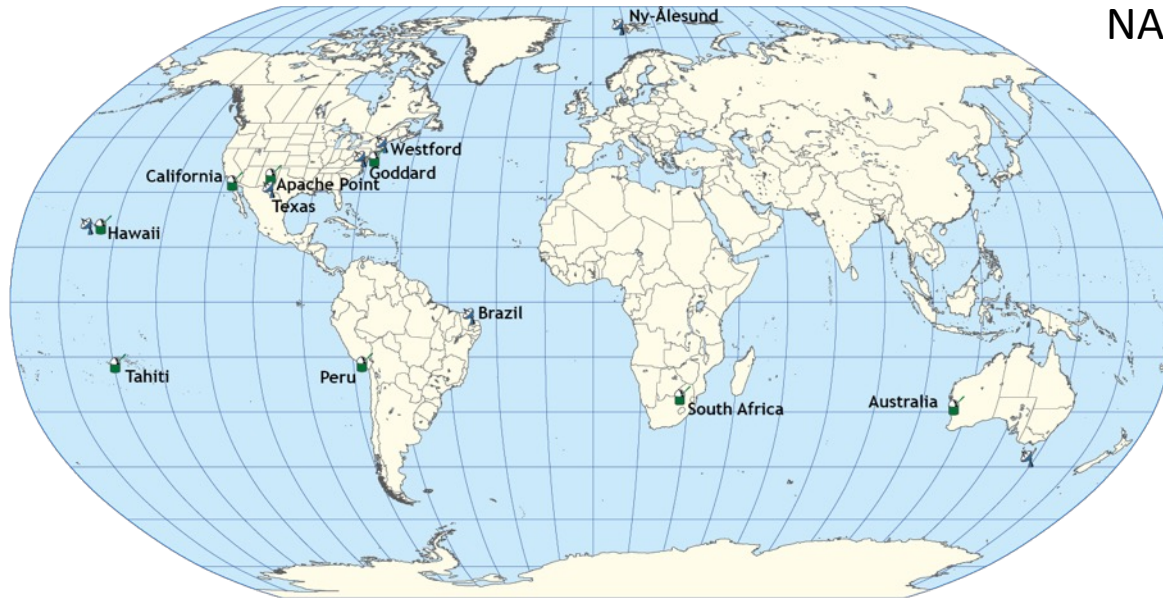 Ny-Ålesund
NA
Westford
Goddard
California
Apache Point
Texas
Hawaii
Brazil
Tahiti
Peru
South Africa
Australia